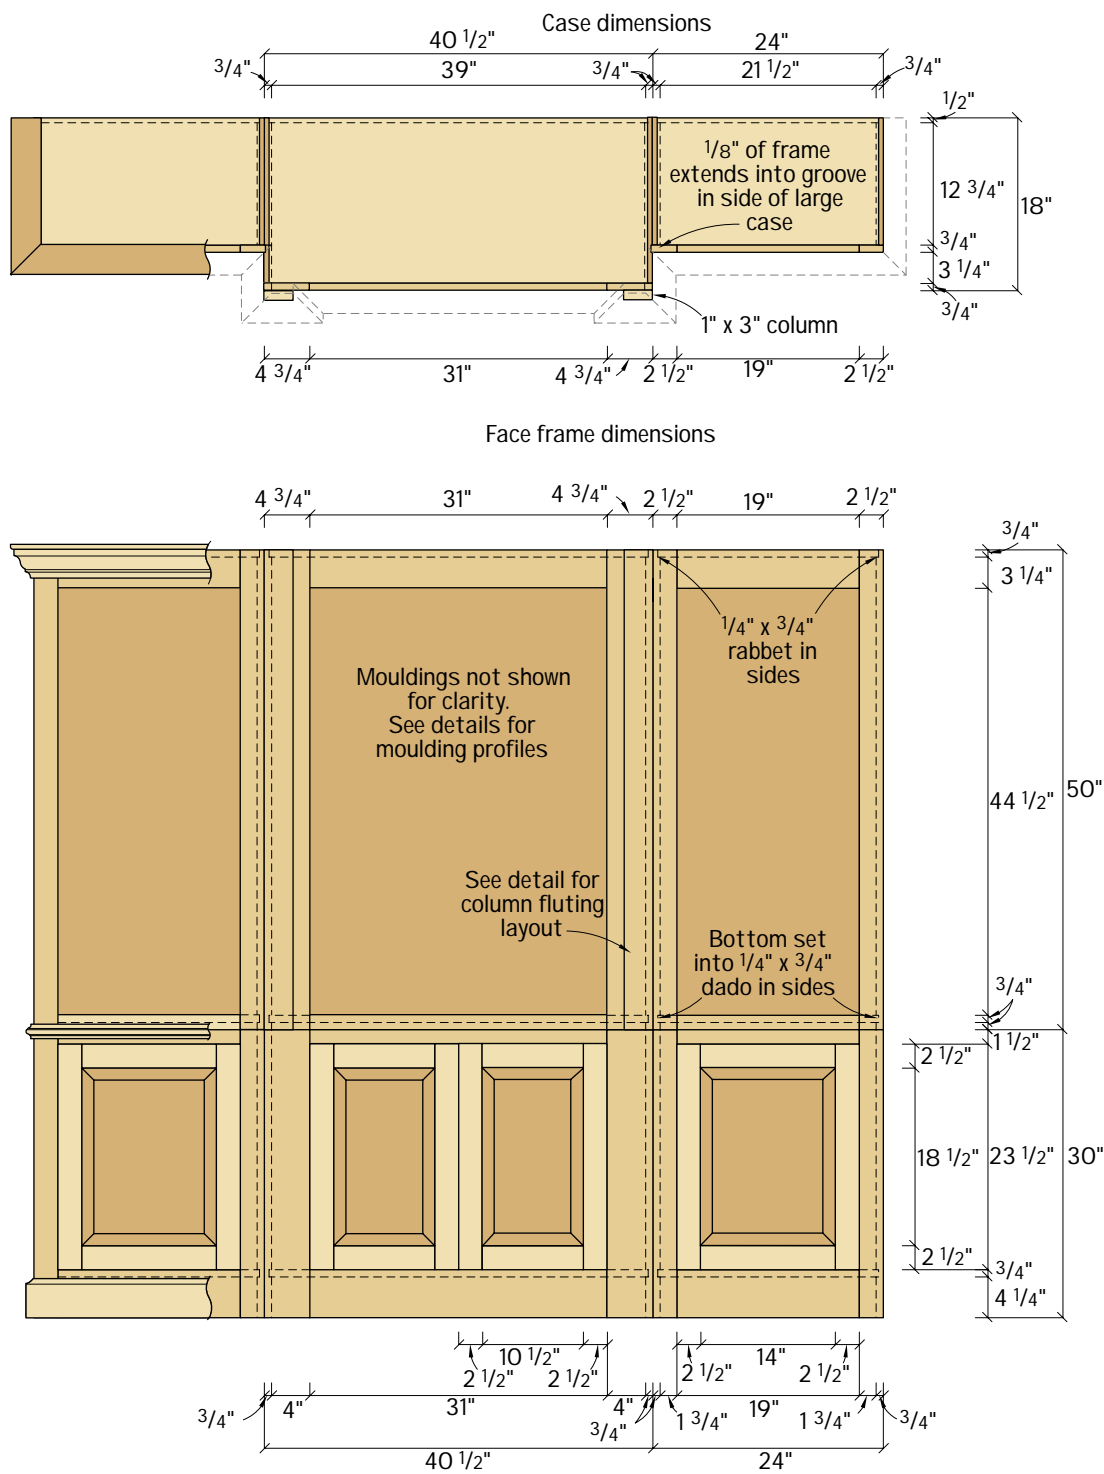 Case dimensions
40 1/2"
24"
3/4"
39"
3/4"
21 1/2"
3/4"
1/2"
1/8" of frame
extends into groove
in side of large
case
12 3/4"
18"
3/4"
3 1/4"
3/4"
1" x 3" column
4 3/4"
31"
4 3/4"
2 1/2"
19"
2 1/2"
Face frame dimensions
4 3/4"
31"
4 3/4"
2 1/2"
19"
2 1/2"
3/4"
3 1/4"
1/4" x 3/4"
rabbet in
sides
Mouldings not shown
for clarity.
See details for
moulding profiles
44 1/2"
50"
See detail for
column fluting
layout
Bottom set
into 1/4" x 3/4"
dado in sides
3/4"
1 1/2"
2 1/2"
18 1/2"
23 1/2"
30"
2 1/2"
3/4"
4 1/4"
10 1/2"
14"
2 1/2"
2 1/2"
2 1/2"
2 1/2"
3/4"
4"
31"
4"
3/4"
1 3/4"
19"
1 3/4"
3/4"
40 1/2"
24"